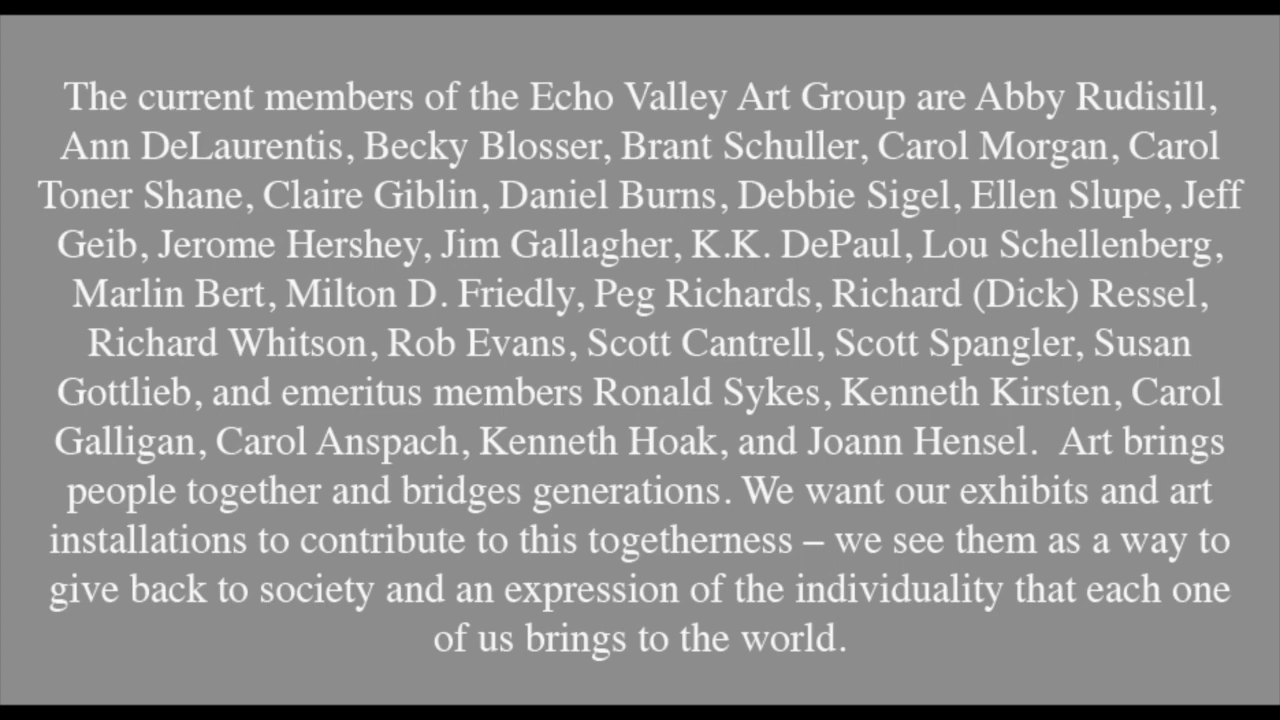 The current members of the Echo Valley Art Group are Abby Rudisill,
Ann DeLaurentis, Becky Blosser, Brant Schuller, Carol Morgan, Carol
Toner Shane, Claire Giblin, Daniel Burns, Debbie Sigel, Ellen Slupe, Jeff
Geib, Jerome Hershey, Jim Gallagher, K.K. DePaul, Lou Schellenberg,
Marlin Bert, Milton D. Friedly, Peg Richards, Richard (Dick) Ressel,
Richard Whitson, Rob Evans, Scott Cantrell, Scott Spangler, Susan
Gottlieb, and emeritus members Ronald Sykes, Kenneth Kirsten, Carol
Galligan, Carol Anspach, Kenneth Hoak, and Joann Hensel.  Art brings
people together and bridges generations. We want our exhibits and art
installations to contribute to this togetherness – we see them as a way to
give back to society and an expression of the individuality that each one
of us brings to the world.